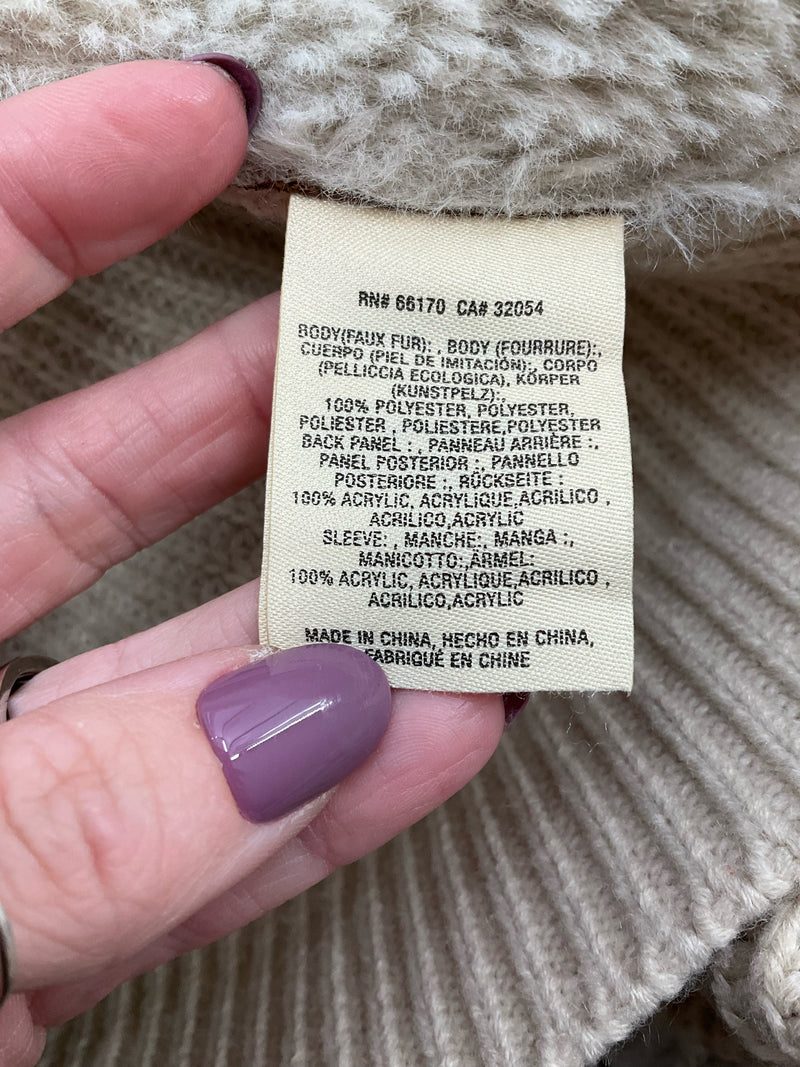 RN# 66170 CA# 32054
BODY(FAUX FUR): , BODY (FOURRURE):,
CUERPO (PIEL DE IMITACIÓN):, CORPO
(PELLICCIA ECOLOGICA), KÖRPER
(KUNSTPELZ):,
100% POLYESTER, POLYESTER,
POLIESTER , POLIESTERE,POLYESTER
BACK PANEL : , PANNEAU ARRIÈRE :,
PANEL POSTERIOR :, PANNELLO
POSTERIORE :, RÜCKSEITE :
100% ACRYLIC, ACRYLIQUE,ACRILICO ,
ACRILICO,ACRYLIC
SLEEVE: , MANCHE:, MANGA :,
MANICOTTO:,ÄRMEL:
100% ACRYLIC, ACRYLIQUE,ACRILICO ,
ACRILICO,ACRYLIC
MADE IN CHINA, HECHO EN CHINA,
FABRIQUÉ EN CHINE